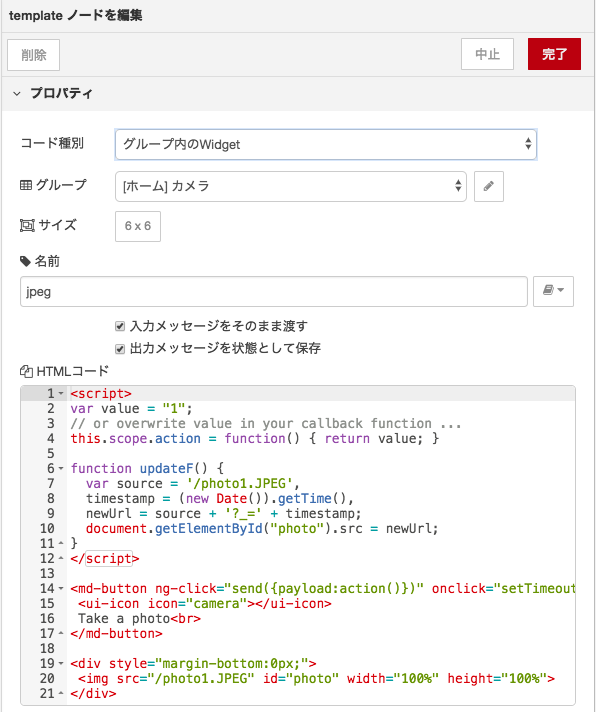 template ノードを編集
削除
中止
完了
プロパティ
コード種別
グループ内のWidget
グループ
[ホーム] カメラ
サイズ
6 x 6
名前
jpeg
入力メッセージをそのまま渡す
出力メッセージを状態として保存
HTMLコード
1 <script>
2 var value = "1";
3 // or overwrite value in your callback function ...
4 this.scope.action = function() { return value; }
5
6 function updateF() {
7 var source = '/photo1.JPEG',
8 timestamp = (new Date()).getTime(),
9 newUrl = source + '?_=' + timestamp;
10 document.getElementById("photo").src = newUrl;
11 }
12 </script>
13
14 <md-button ng-click="send({payload:action()})" onclick="setTimeout
15 <ui-icon icon="camera"></ui-icon>
16 Take a photo<br>
17 </md-button>
18
19 <div style="margin-bottom:0px;">
20 <img src="/photo1.JPEG" id="photo" width="100%" height="100%">
21 </div>